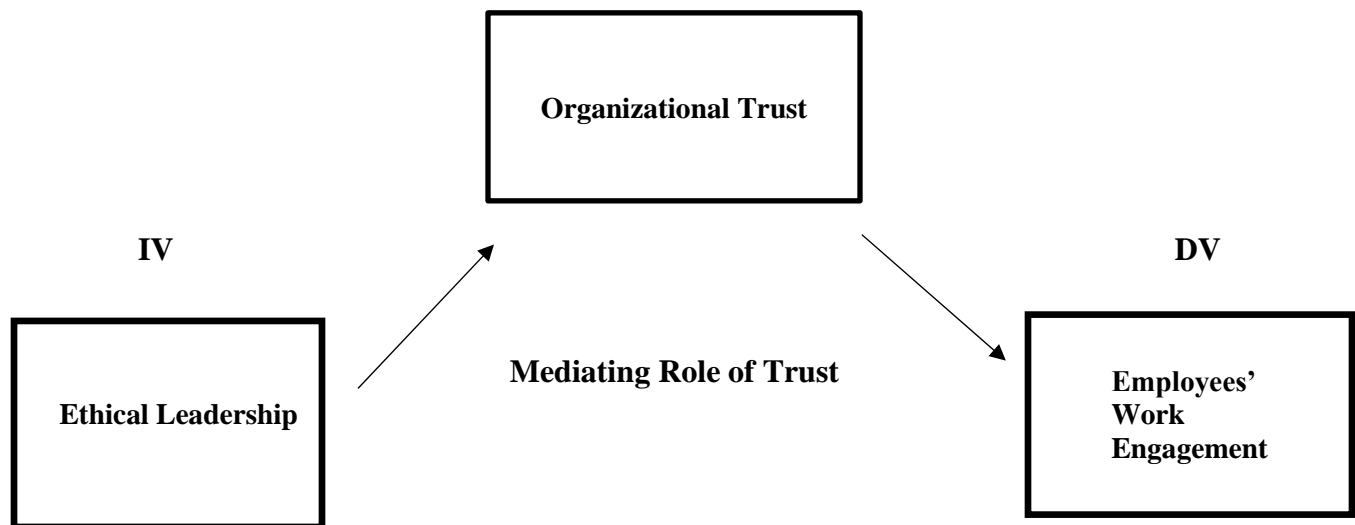 Organizational Trust
IV
DV
Mediating Role of Trust
Ethical Leadership
Employees’
Work
Engagement